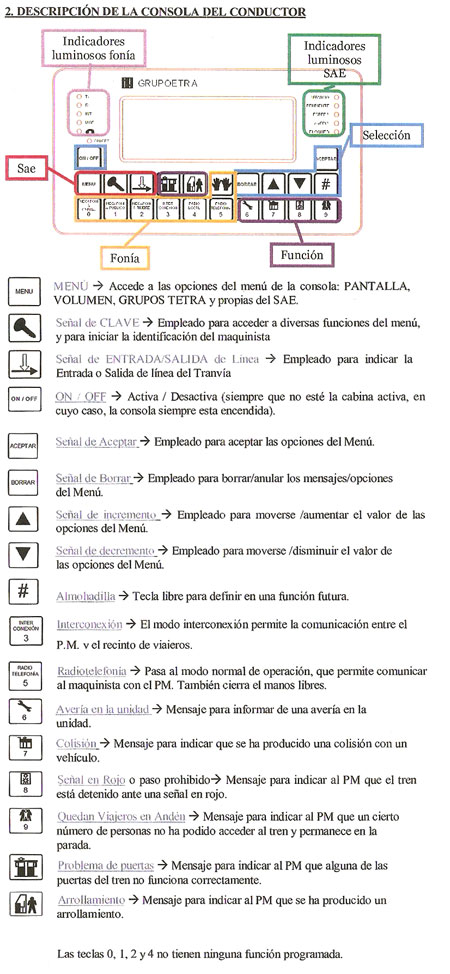 2. DESCRIPCIÓN DE LA CONSOLA DEL CONDUCTOR
Indicadores
luminosos fonía
Indicadores
luminosos
SAE
GRUPOETRA
ON / OFF
ACEPTAR
Selección
Sae
MENU
BORRAR
#
0
1
2
INTER
CONEXIÓN
3
4
RADIO
TELEFONÍA
5
6
7
8
9
Fonía
Función
MENU
MENÚ → Accede a las opciones del menú de la consola: PANTALLA,
VOLUMEN, GRUPOS TETRA y propias del SAE.
Señal de CLAVE → Empleado para acceder a diversas funciones del menú,
y para iniciar la identificación del maquinista
Señal de ENTRADA/SALIDA de Línea → Empleado para indicar la
Entrada o Salida de línea del Tranvía
ON / OFF
ON / OFF → Activa / Desactiva (siempre que no esté la cabina activa, en
cuyo caso, la consola siempre esta encendida).
ACEPTAR
Señal de Aceptar → Empleado para aceptar las opciones del Menú.
BORRAR
Señal de Borrar → Empleado para borrar/anular los mensajes/opciones
del Menú.
Señal de incremento → Empleado para moverse /aumentar el valor de las
opciones del Menú.
Señal de decremento → Empleado para moverse /disminuir el valor de
las opciones del Menú.
#
Almohadilla → Tecla libre para definir en una función futura.
INTER
CONEXIÓN
3
Interconexión → El modo interconexión permite la comunicación entre el
P.M. v el recinto de viaieros.
RADIO
TELEFONÍA
5
Radiotelefonía → Pasa al modo normal de operación, que permite comunicar
al maquinista con el PM. También cierra el manos libres.
6
Avería en la unidad → Mensaje para informar de una avería en la
unidad.
7
Colisión → Mensaje para indicar que se ha producido una colisión con un
vehículo.
8
Señal en Rojo o paso prohibido→ Mensaje para indicar al PM que el tren
está detenido ante una señal en rojo.
9
Quedan Viajeros en Andén → Mensaje para indicar al PM que un cierto
número de personas no ha podido acceder al tren y permanece en la
parada.
Problema de puertas → Mensaje para indicar al PM que alguna de las
puertas del tren no funciona correctamente.
Arrollamiento → Mensaje para indicar al PM que se ha producido un
arrollamiento.
Las teclas 0, 1, 2 y 4 no tienen ninguna función programada.